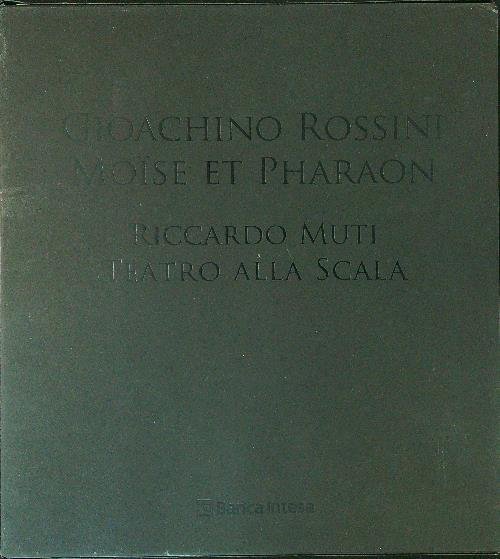 GIOACHINO ROSSINI
MOÏSE ET PHARAON
RICCARDO MUTI
TEATRO ALLA SCALA
Banca Intesa